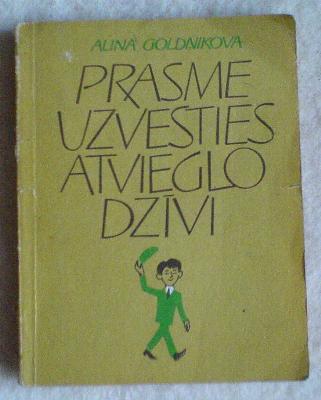 ALINA GOLDNIKOVA
PRASME
UZVESTIES
ATVIEGLO
DZĪVI